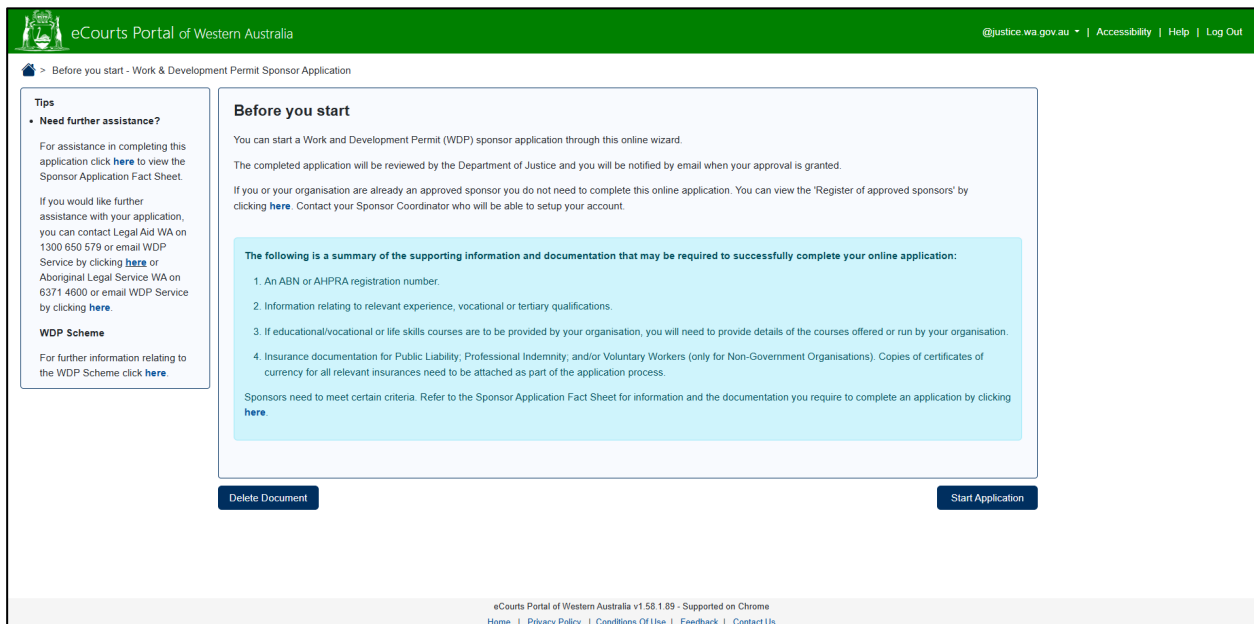 eCourts Portal of Western Australia
@justice.wa.gov.au | Accessibility | Help | Log Out
> Before you start - Work & Development Permit Sponsor Application
Tips
• Need further assistance?
For assistance in completing this
application click here to view the
Sponsor Application Fact Sheet.
If you would like further
assistance with your application,
you can contact Legal Aid WA on
1300 650 579 or email WDP
Service by clicking here or
Aboriginal Legal Service WA on
6371 4600 or email WDP Service
by clicking here.
WDP Scheme
For further information relating to
the WDP Scheme click here.
Before you start
You can start a Work and Development Permit (WDP) sponsor application through this online wizard.
The completed application will be reviewed by the Department of Justice and you will be notified by email when your approval is granted.
If you or your organisation are already an approved sponsor you do not need to complete this online application. You can view the 'Register of approved sponsors' by
clicking here. Contact your Sponsor Coordinator who will be able to setup your account.
The following is a summary of the supporting information and documentation that may be required to successfully complete your online application:
1. An ABN or AHPRA registration number.
2. Information relating to relevant experience, vocational or tertiary qualifications.
3. If educational/vocational or life skills courses are to be provided by your organisation, you will need to provide details of the courses offered or run by your organisation.
4. Insurance documentation for Public Liability; Professional Indemnity; and/or Voluntary Workers (only for Non-Government Organisations). Copies of certificates of
currency for all relevant insurances need to be attached as part of the application process.
Sponsors need to meet certain criteria. Refer to the Sponsor Application Fact Sheet for information and the documentation you require to complete an application by clicking
here.
Delete Document
Start Application
eCourts Portal of Western Australia v1.58.1.89 - Supported on Chrome
Home | Privacy Policy | Conditions Of Use | Feedback | Contact Us